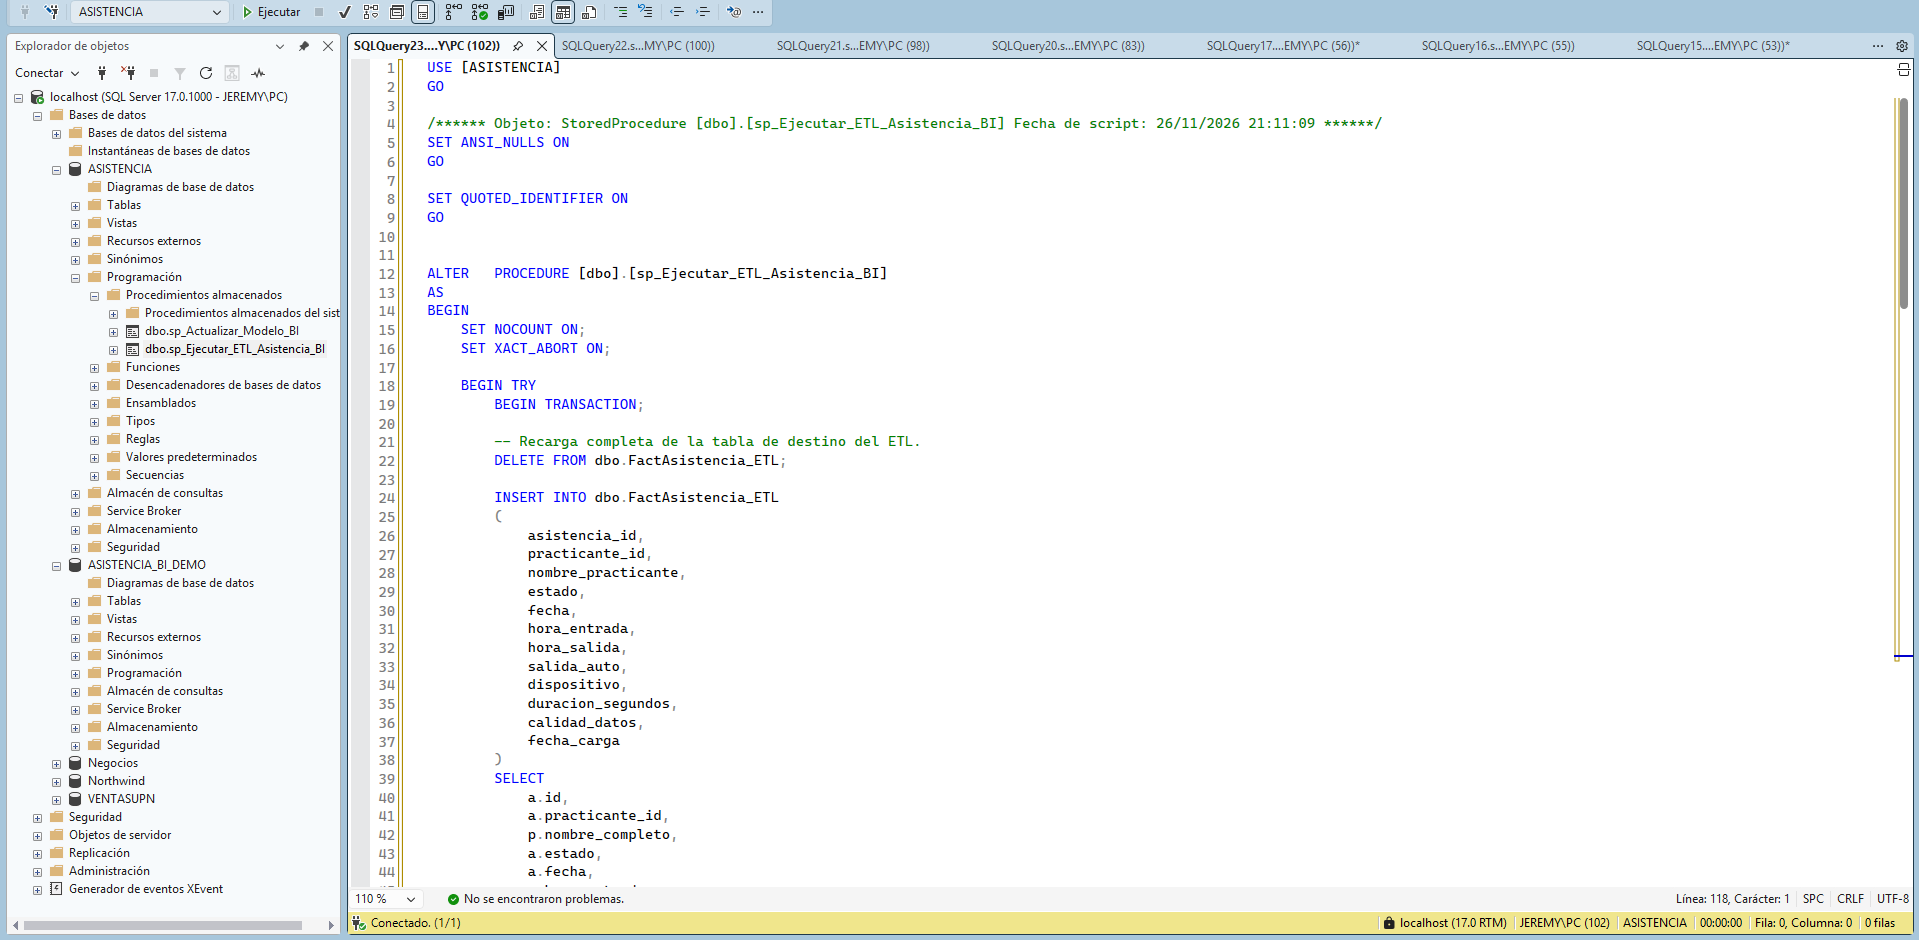 ASISTENCIA
Ejecutar
Explorador de objetos
Conectar
localhost (SQL Server 17.0.1000 - JEREMY\PC)
Bases de datos
Bases de datos del sistema
Instantáneas de bases de datos
ASISTENCIA
Diagramas de base de datos
Tablas
Vistas
Recursos externos
Sinónimos
Programación
Procedimientos almacenados
Procedimientos almacenados del sist
dbo.sp_Actualizar_Modelo_BI
dbo.sp_Ejecutar_ETL_Asistencia_BI
Funciones
Desencadenadores de bases de datos
Ensamblados
Tipos
Reglas
Valores predeterminados
Secuencias
Almacén de consultas
Service Broker
Almacenamiento
Seguridad
ASISTENCIA_BI_DEMO
Diagramas de base de datos
Tablas
Vistas
Recursos externos
Sinónimos
Programación
Almacén de consultas
Service Broker
Almacenamiento
Seguridad
Negocios
Northwind
VENTASUPN
Seguridad
Objetos de servidor
Replicación
Administración
Generador de eventos XEvent
SQLQuery23....Y\PC (102)) SQLQuery22.s...MY\PC (100)) SQLQuery21.s...EMY\PC (98)) SQLQuery20.s...EMY\PC (83)) SQLQuery17....EMY\PC (56))* SQLQuery16.s...EMY\PC (55)) SQLQuery15....EMY\PC (53))*
1 USE [ASISTENCIA]
2 GO
3
4 /****** Objeto: StoredProcedure [dbo].[sp_Ejecutar_ETL_Asistencia_BI] Fecha de script: 26/11/2026 21:11:09 ******/
5 SET ANSI_NULLS ON
6 GO
7
8 SET QUOTED_IDENTIFIER ON
9 GO
10
11
12 ALTER   PROCEDURE [dbo].[sp_Ejecutar_ETL_Asistencia_BI]
13 AS
14 BEGIN
15     SET NOCOUNT ON;
16     SET XACT_ABORT ON;
17
18     BEGIN TRY
19         BEGIN TRANSACTION;
20
21         -- Recarga completa de la tabla de destino del ETL.
22         DELETE FROM dbo.FactAsistencia_ETL;
23
24         INSERT INTO dbo.FactAsistencia_ETL
25         (
26             asistencia_id,
27             practicante_id,
28             nombre_practicante,
29             estado,
30             fecha,
31             hora_entrada,
32             hora_salida,
33             salida_auto,
34             dispositivo,
35             duracion_segundos,
36             calidad_datos,
37             fecha_carga
38         )
39         SELECT
40             a.id,
41             a.practicante_id,
42             p.nombre_completo,
43             a.estado,
44             a.fecha,
110 % No se encontraron problemas. Línea: 118, Carácter: 1 SPC CRLF UTF-8
Conectado. (1/1) localhost (17.0 RTM) JEREMY\PC (102) ASISTENCIA 00:00:00 Fila: 0, Columna: 0 0 filas